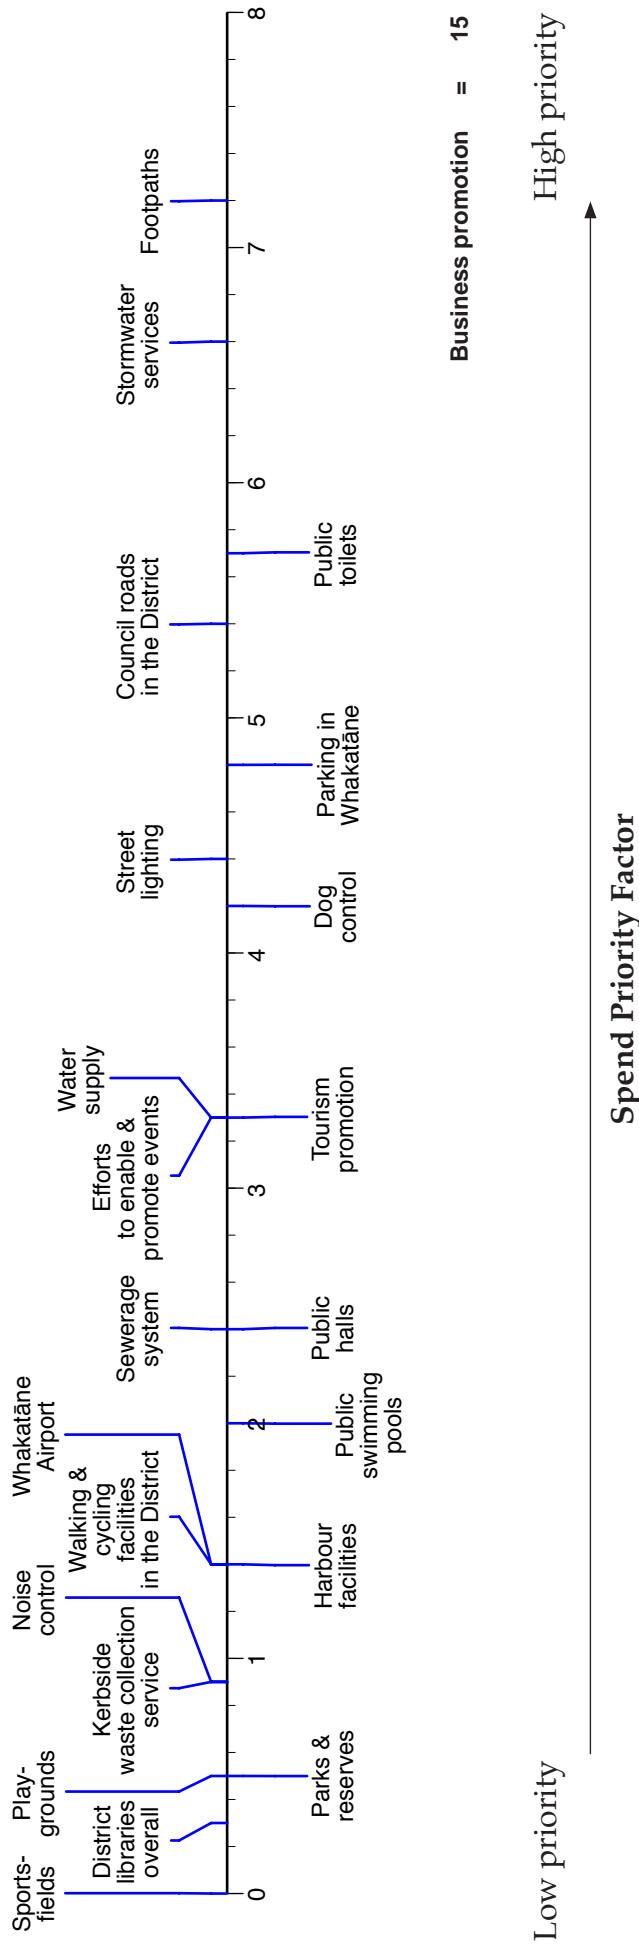 Sports-
fields
Play-
grounds
Noise
control
Whakatāne
Airport
District
libraries
overall
Kerbside
waste collection
service
Walking &
cycling
facilities
in the District
Sewerage
system
Efforts
to enable &
promote events
Water
supply
Street
lighting
Council roads
in the District
Stormwater
services
Footpaths
0
1
2
3
4
5
6
7
8
Parks &
reserves
Harbour
facilities
Public
swimming
pools
Public
halls
Tourism
promotion
Dog
control
Parking in
Whakatāne
Public
toilets
Business promotion = 15
Low priority
High priority
Spend Priority Factor